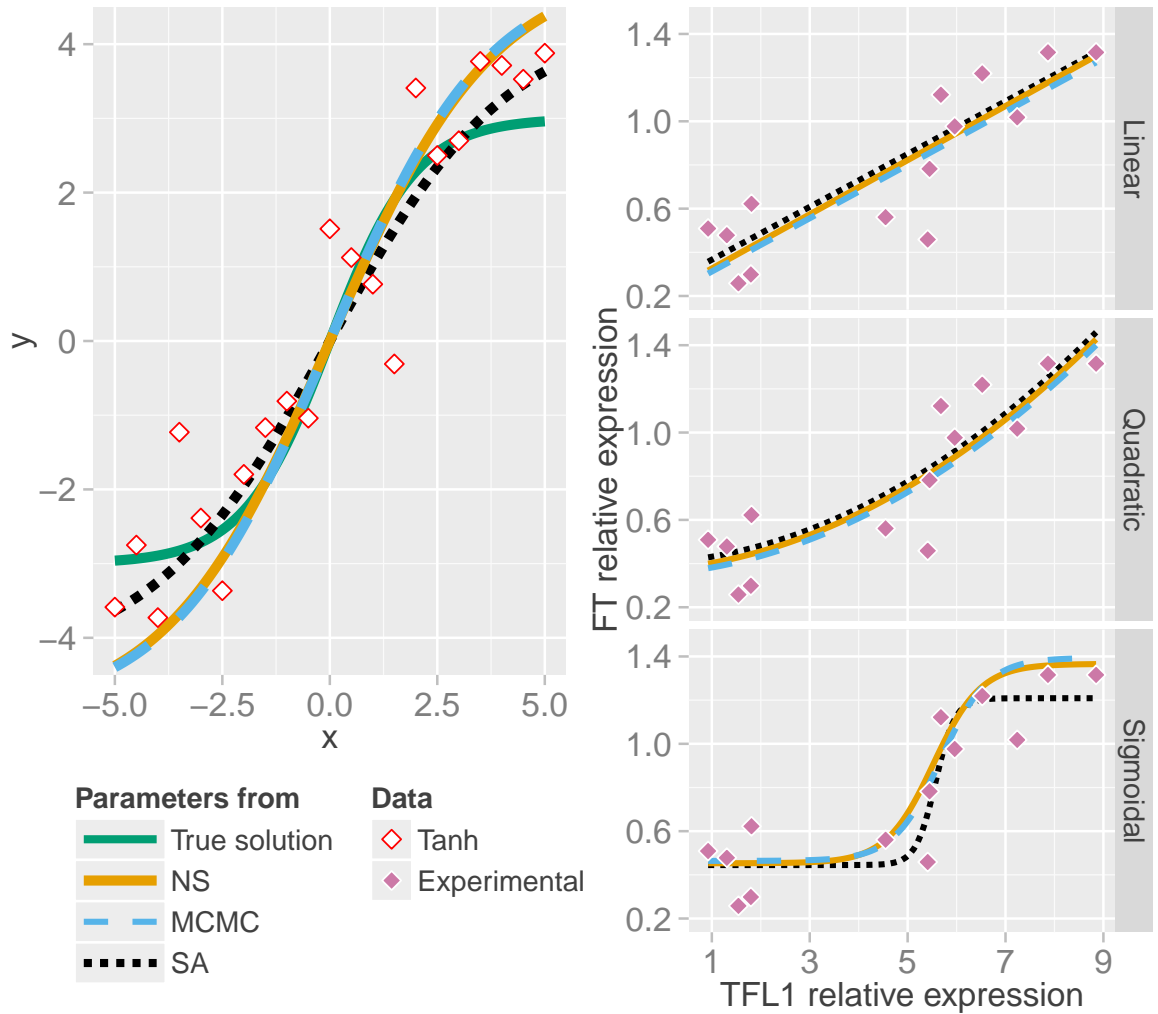 4
2
0
−2
−4
y
−5.0
−2.5
0.0
2.5
5.0
x
Parameters from
True solution
NS
MCMC
SA
Data
Tanh
Experimental
FT relative expression
1.4
1.0
0.6
0.2
Linear
1.4
1.0
0.6
0.2
Quadratic
1.4
1.0
0.6
0.2
Sigmoidal
1
3
5
7
9
TFL1 relative expression